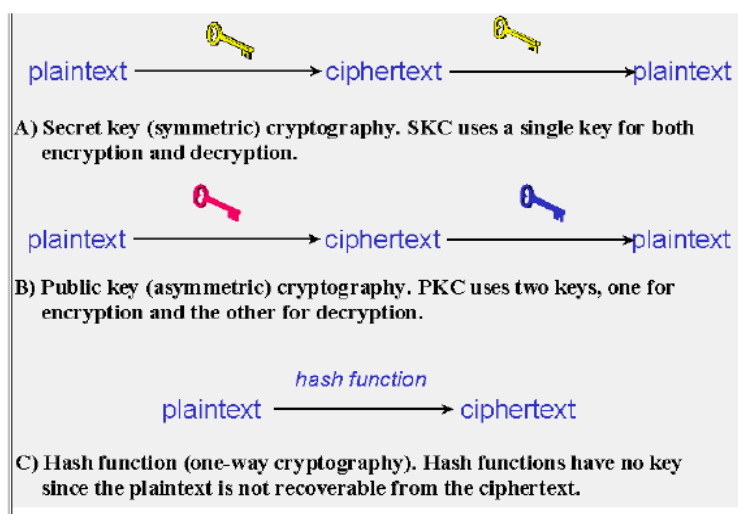 plaintext ciphertext plaintext
A) Secret key (symmetric) cryptography. SKC uses a single key for both
encryption and decryption.
plaintext ciphertext plaintext
B) Public key (asymmetric) cryptography. PKC uses two keys, one for
encryption and the other for decryption.
hash function
plaintext ciphertext
C) Hash function (one-way cryptography). Hash functions have no key
since the plaintext is not recoverable from the ciphertext.